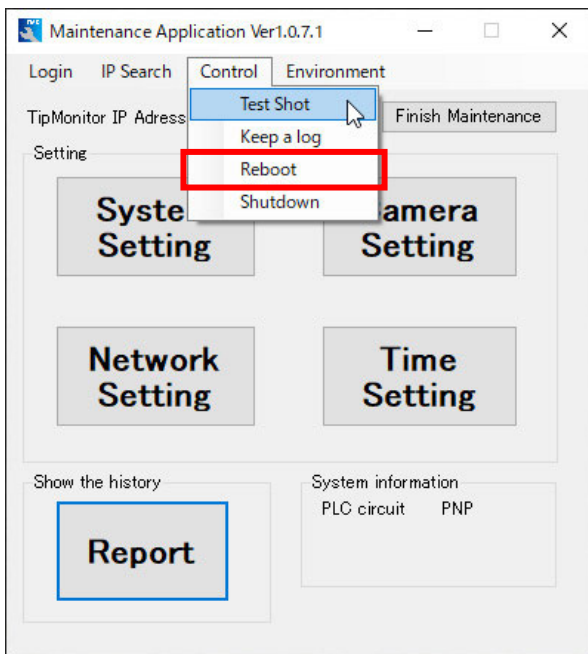 Maintenance Application Ver1.0.7.1
Login IP Search Control Environment
TipMonitor IP Adress
Test Shot
Keep a log
Reboot
Shutdown
Finish Maintenance
Setting
Setting
Setting
Network
Setting
Time
Setting
Show the history
Report
System information
PLC circuit PNP